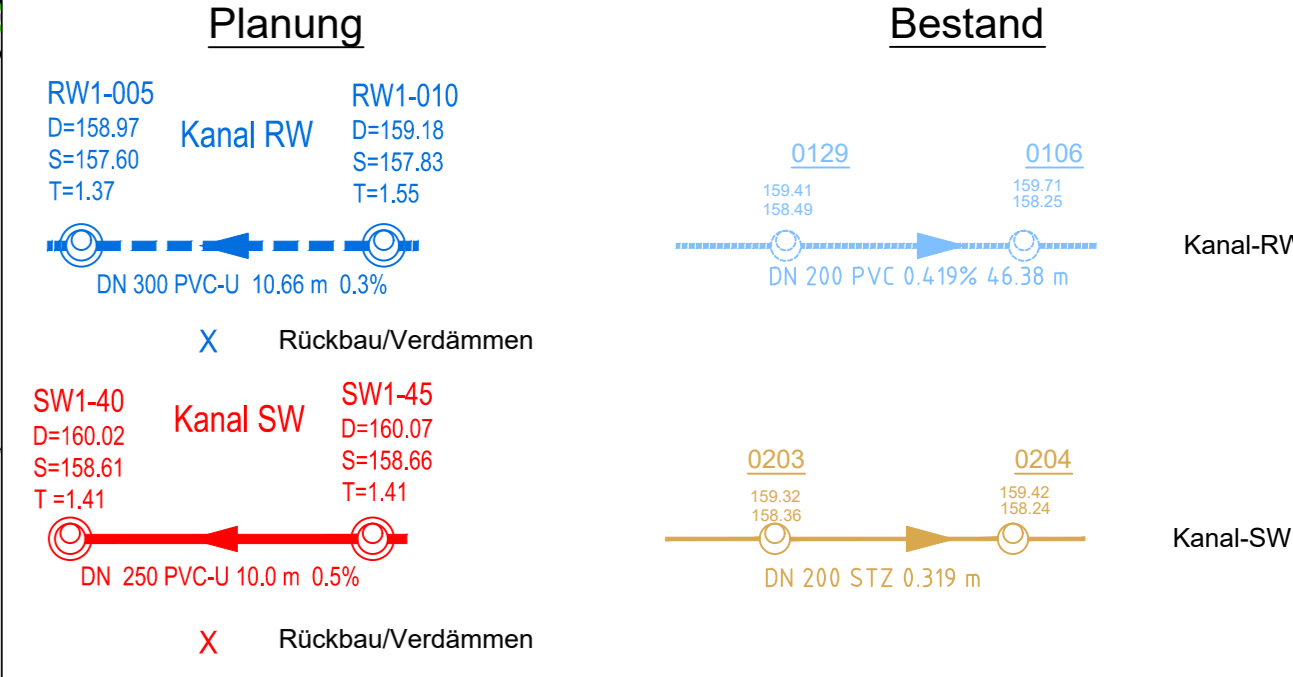 Planung
RW1-005
D=158.97
S=157.60
T=1.37
Kanal RW
RW1-010
D=159.18
S=157.83
T=1.55
DN 300 PVC-U 10.66 m 0.3%
X Rückbau/Verdämmen
SW1-40
D=160.02
S=158.61
T =1.41
Kanal SW
SW1-45
D=160.07
S=158.66
T=1.41
DN 250 PVC-U 10.0 m 0.5%
X Rückbau/Verdämmen
Bestand
0129
159.41
158.49
0106
159.71
158.25
DN 200 PVC 0.419% 46.38 m
Kanal-RW
0203
159.32
158.36
0204
159.42
158.24
DN 200 STZ 0.319 m
Kanal-SW